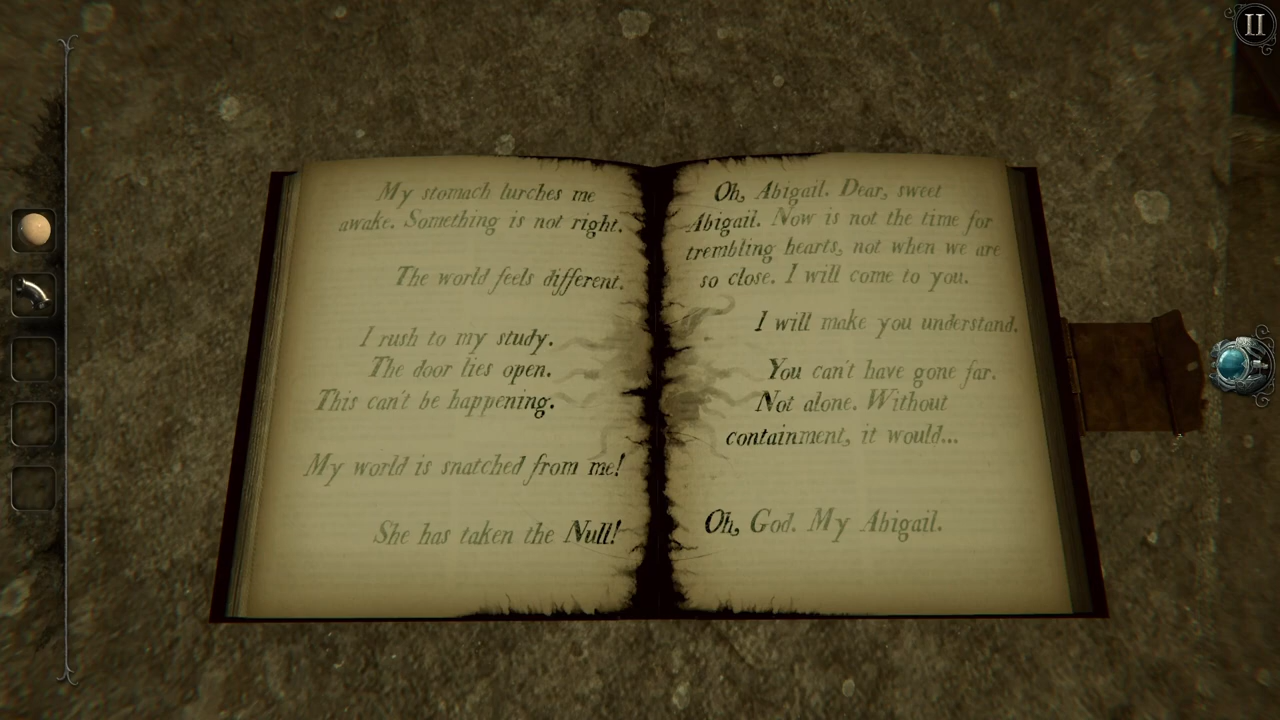 My stomach lurches me
awake. Something is not right.
The world feels different.
I rush to my study.
The door lies open.
This can't be happening.
My world is snatched from me!
She has taken the Null!
Oh, Abigail. Dear, sweet
Abigail. Now is not the time for
trembling hearts, not when we are
so close. I will come to you.
I will make you understand.
You can't have gone far.
Not alone. Without
containment, it would...
Oh, God. My Abigail.
II